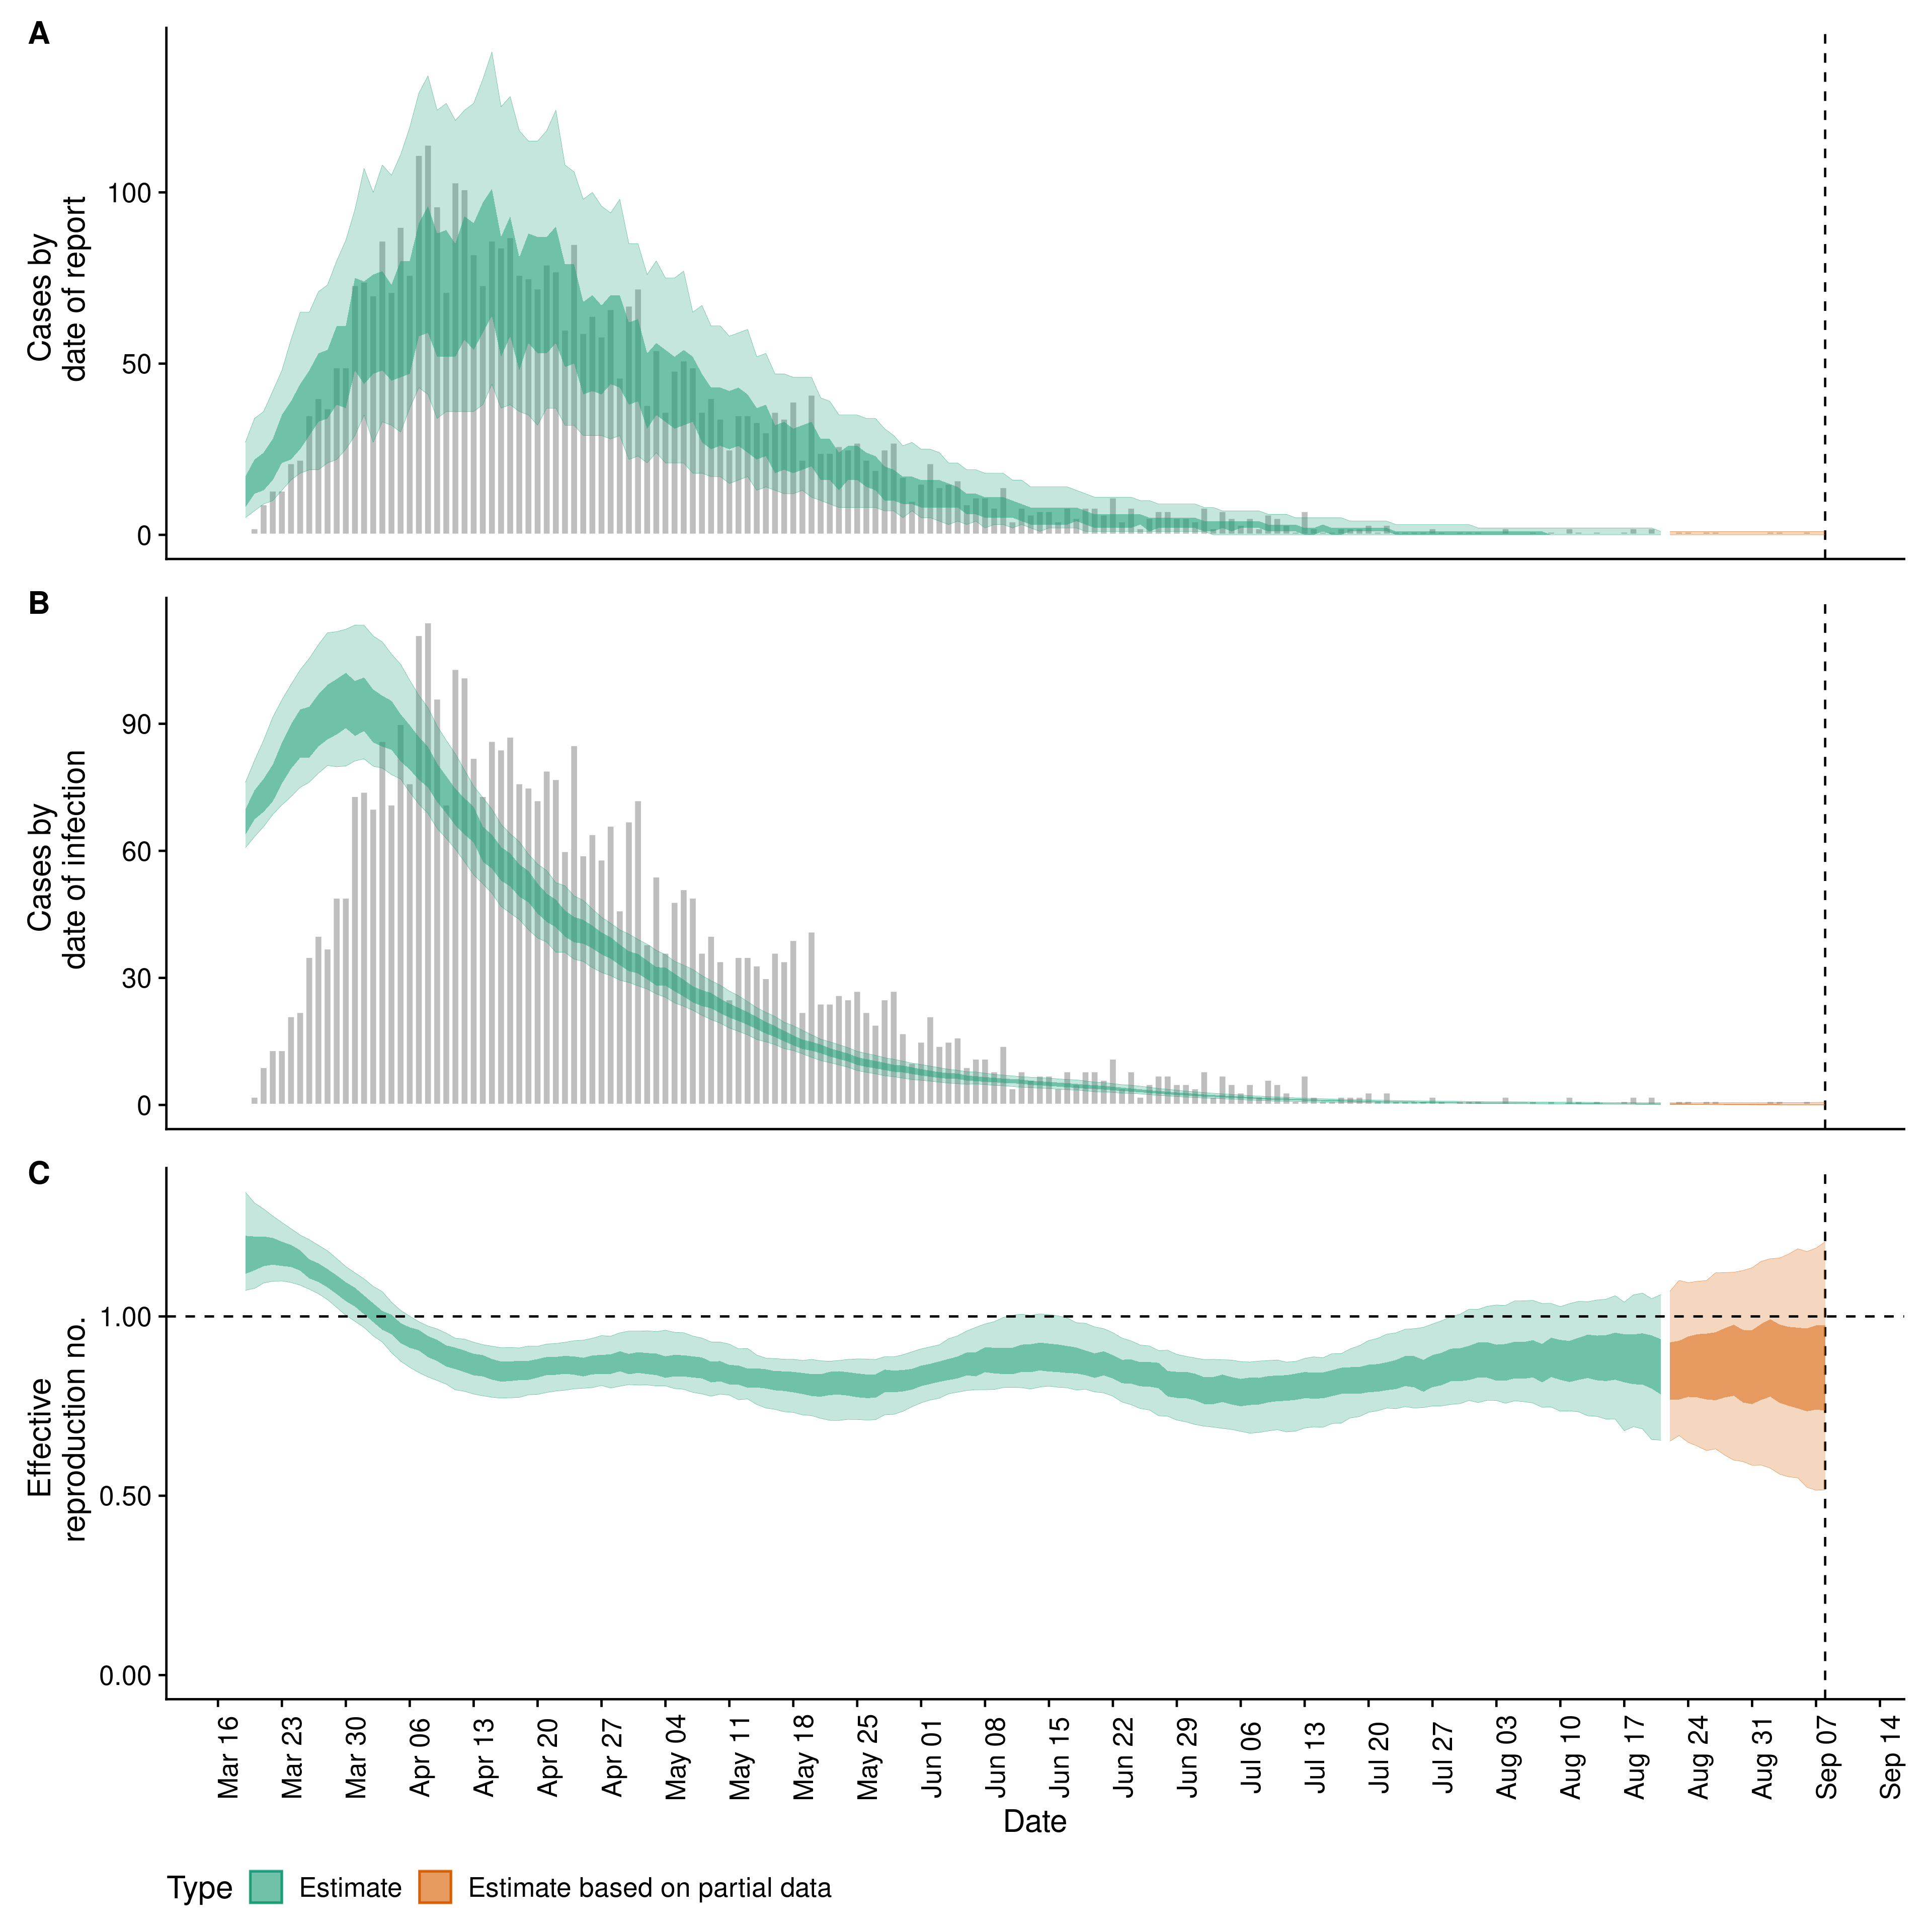 A
Cases by
date of report
100
50
0
B
Cases by
date of infection
90
60
30
0
C
Effective
reproduction no.
1.00
0.50
0.00
Mar 16
Mar 23
Mar 30
Apr 06
Apr 13
Apr 20
Apr 27
May 04
May 11
May 18
May 25
Jun 01
Jun 08
Jun 15
Jun 22
Jun 29
Jul 06
Jul 13
Jul 20
Jul 27
Aug 03
Aug 10
Aug 17
Aug 24
Aug 31
Sep 07
Sep 14
Date
Type Estimate Estimate based on partial data